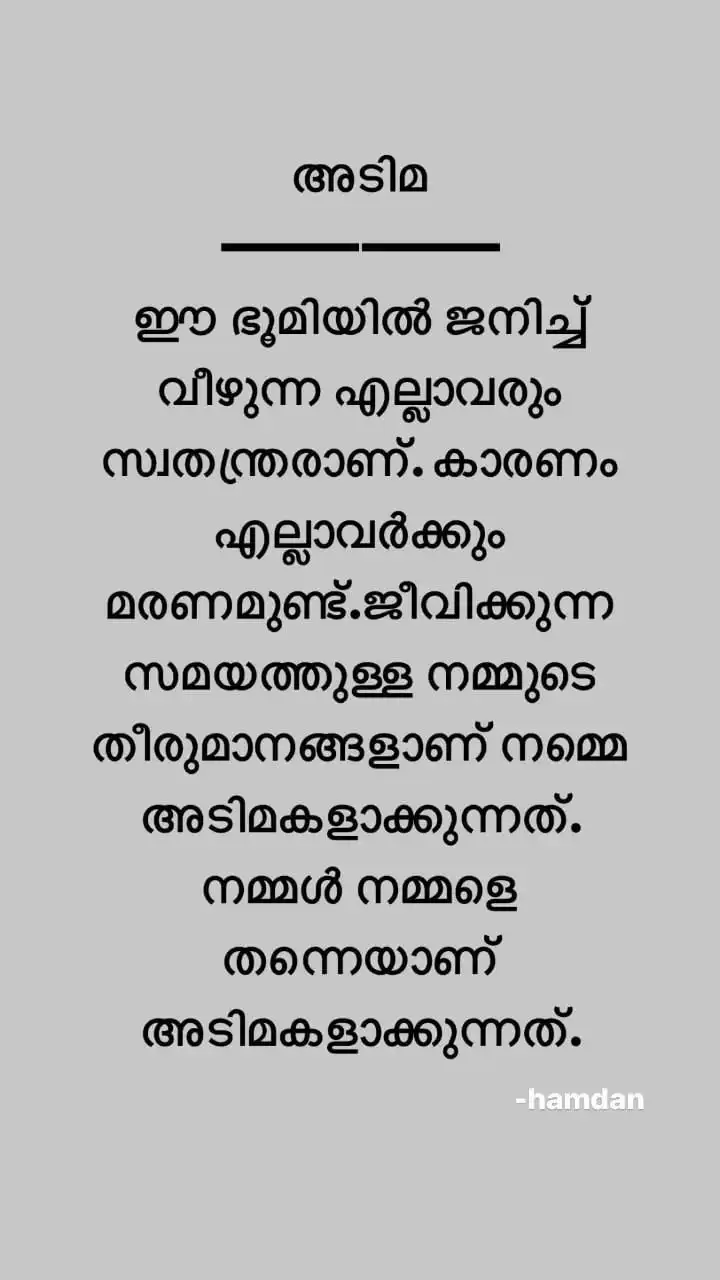 അടിമ
ഈ ഭൂമിയിൽ ജനിച്ച്
വീഴുന്ന എല്ലാവരും
സ്വതന്ത്രരാണ്. കാരണം
എല്ലാവർക്കും
മരണമുണ്ട്.ജീവിക്കുന്ന
സമയത്തുള്ള നമ്മുടെ
തീരുമാനങ്ങളാണ് നമ്മെ
അടിമകളാക്കുന്നത്.
നമ്മൾ നമ്മളെ
തന്നെയാണ്
അടിമകളാക്കുന്നത്.
-hamdan